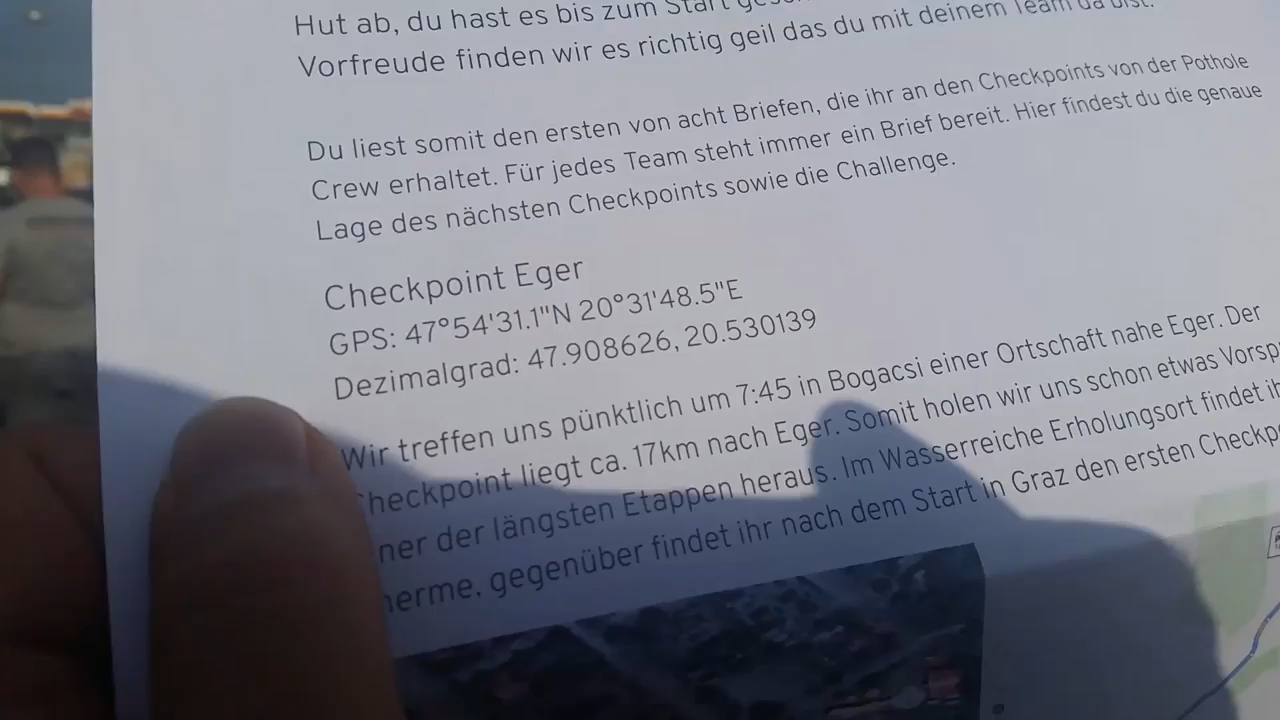 Hut ab, du hast es bis zum Start
Vorfreude finden wir es richtig geil das du mit deinem Team da bist.
Du liest somit den ersten von acht Briefen, die ihr an den Checkpoints von der Pothole
Crew erhaltet. Für jedes Team steht immer ein Brief bereit. Hier findest du die genaue
Lage des nächsten Checkpoints sowie die Challenge.
Checkpoint Eger
GPS: 47°54'31.1"N 20°31'48.5"E
Dezimalgrad: 47.908626, 20.530139
Wir treffen uns pünktlich um 7:45 in Bogacsi einer Ortschaft nahe Eger. Der
heckpoint liegt ca. 17km nach Eger. Somit holen wir uns schon etwas Vorsp
ner der längsten Etappen heraus. Im Wasserreiche Erholungsort findet ih
herme, gegenüber findet ihr nach dem Start in Graz den ersten Checkp